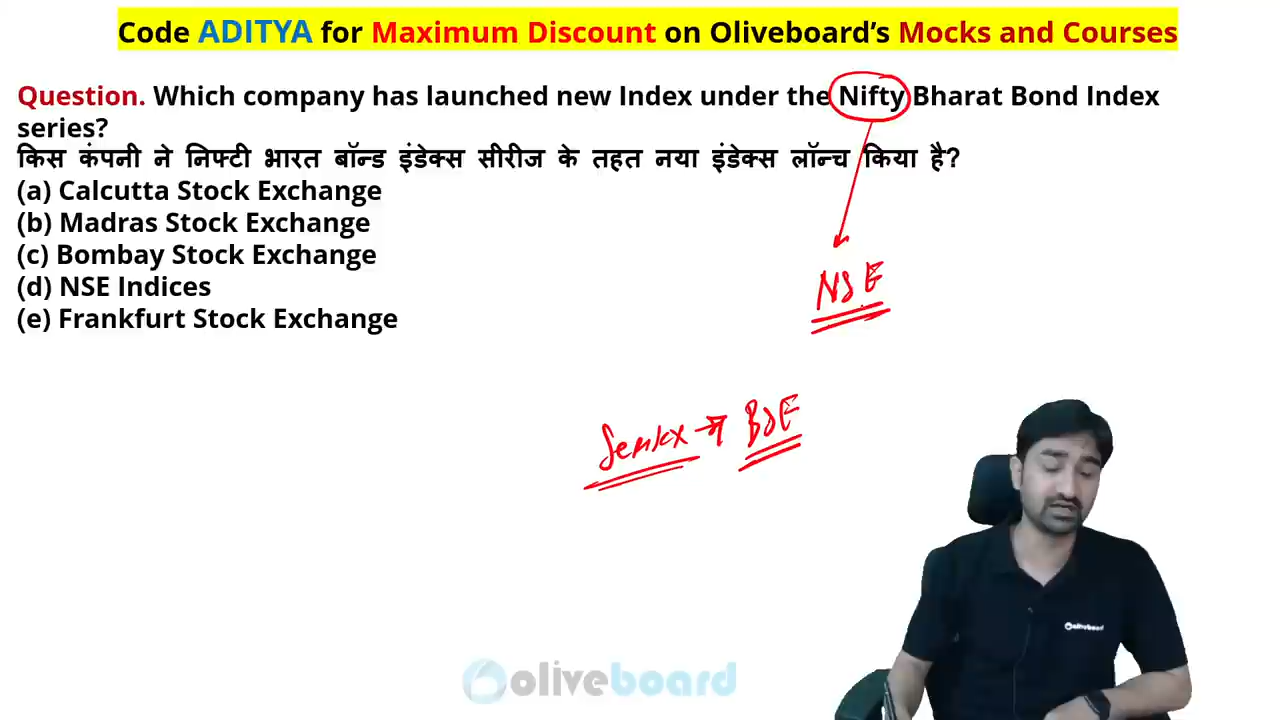 Code ADITYA for Maximum Discount on Oliveboard's Mocks and Courses
Question. Which company has launched new Index under the Nifty Bharat Bond Index
series?
किस कंपनी ने निफ्टी भारत बॉन्ड इंडेक्स सीरीज के तहत नया इंडेक्स लॉन्च किया है?
(a) Calcutta Stock Exchange
(b) Madras Stock Exchange
(c) Bombay Stock Exchange
(d) NSE Indices
(e) Frankfurt Stock Exchange
NSE
Sensex → BSE
oliveboard
oliveboard